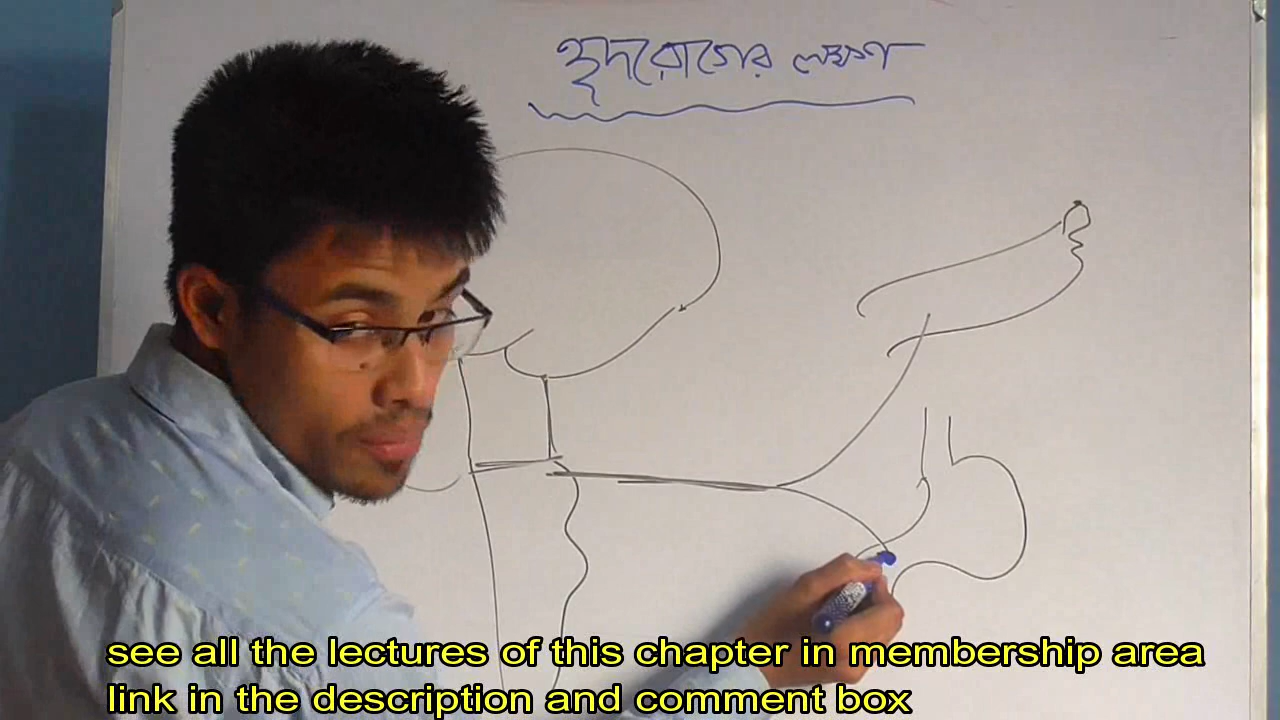 হৃদরোগের লক্ষণ
see all the lectures of this chapter in membership area
link in the description and comment box